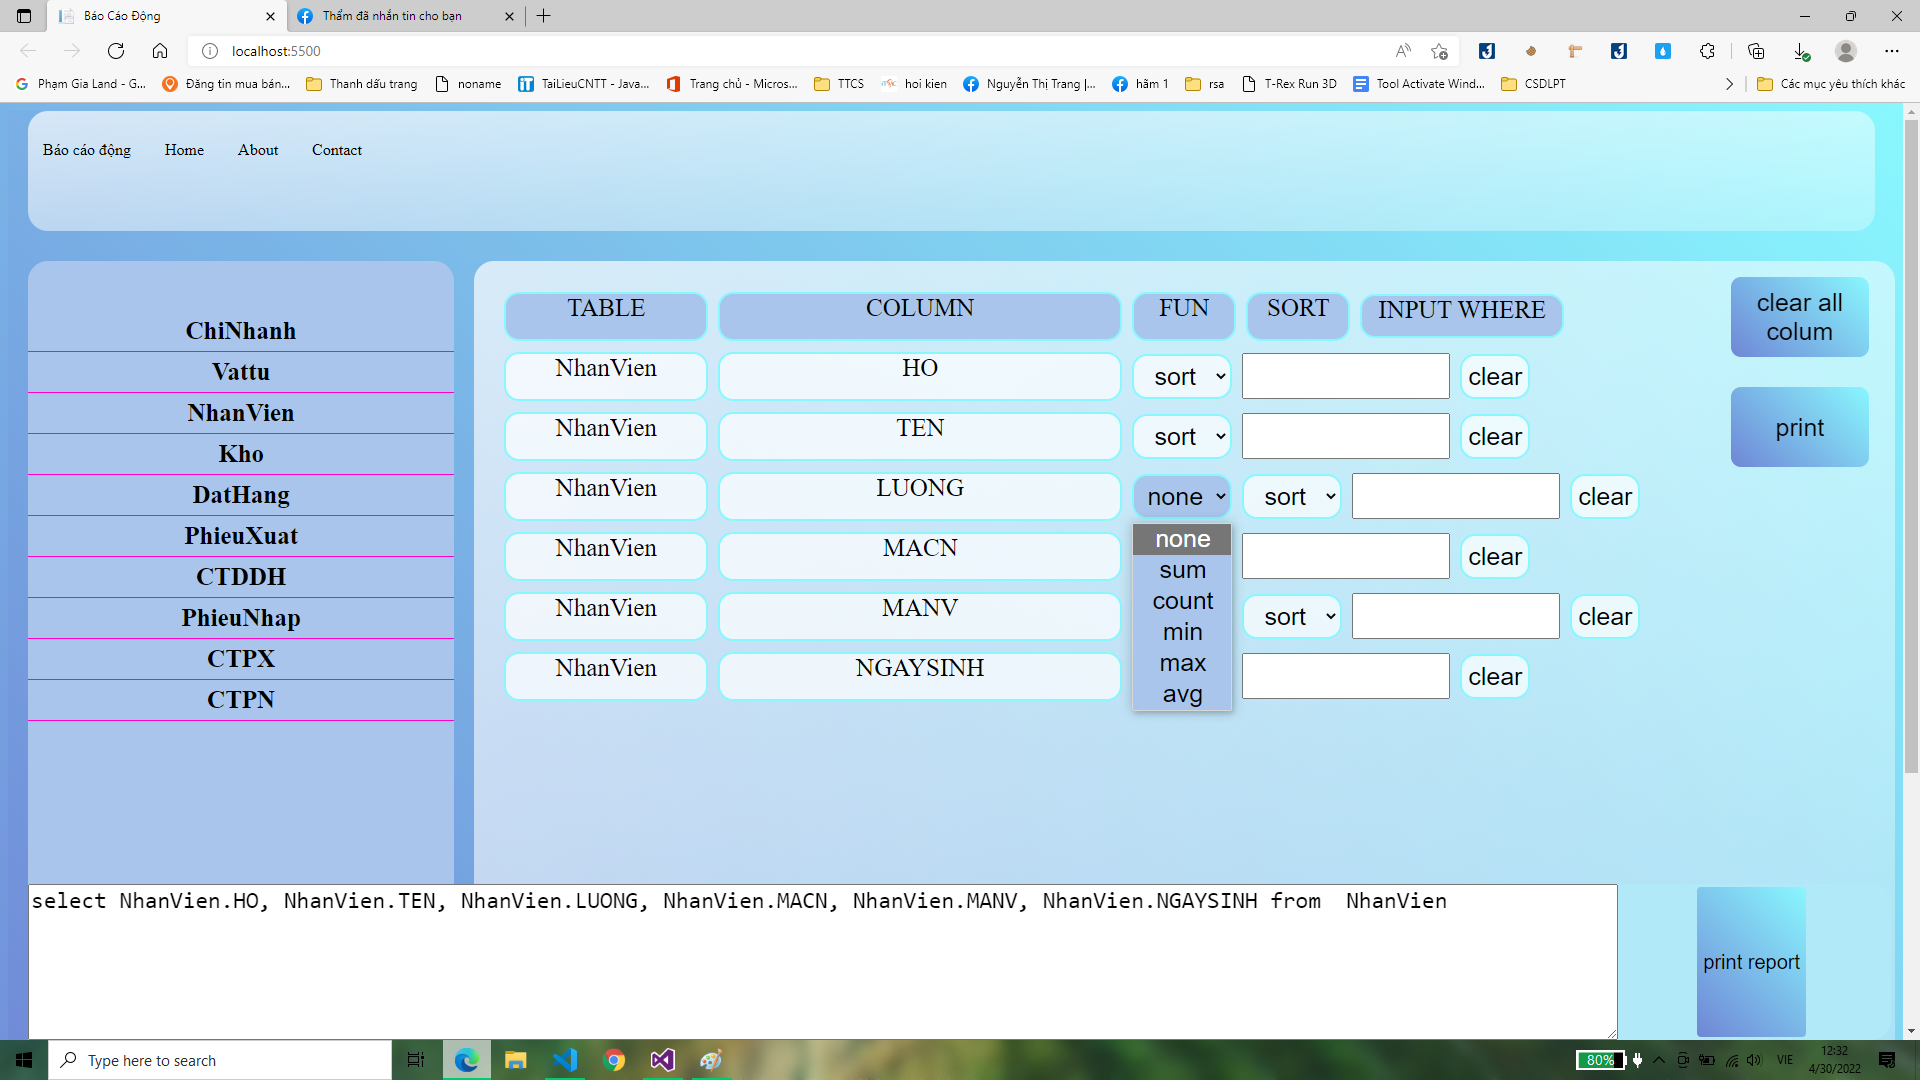 Báo Cáo Động
Thẩm đã nhắn tin cho bạn
localhost:5500
Phạm Gia Land - G...
Đăng tin mua bán...
Thanh dấu trang
noname
TaiLieuCNTT - Java...
Trang chủ - Micros...
TTCS
hoi kien
Nguyễn Thị Trang |...
hãm 1
rsa
T-Rex Run 3D
Tool Activate Wind...
CSDLPT
Các mục yêu thích khác
Báo cáo động Home About Contact
ChiNhanh
Vattu
NhanVien
Kho
DatHang
PhieuXuat
CTDDH
PhieuNhap
CTPX
CTPN
TABLE COLUMN FUN SORT INPUT WHERE
NhanVien HO sort clear
NhanVien TEN sort clear
NhanVien LUONG none sort clear
NhanVien MACN clear
NhanVien MANV sort clear
NhanVien NGAYSINH clear
none
sum
count
min
max
avg
clear all
colum
print
select NhanVien.HO, NhanVien.TEN, NhanVien.LUONG, NhanVien.MACN, NhanVien.MANV, NhanVien.NGAYSINH from  NhanVien
print report
Type here to search
80%
VIE
12:32
4/30/2022